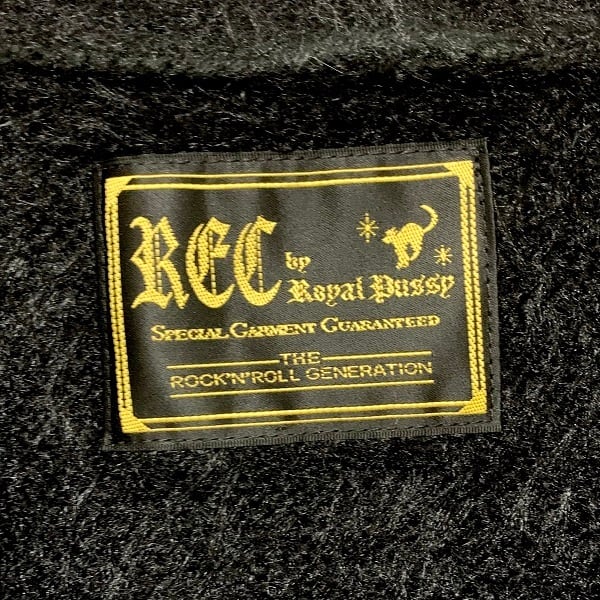 REC by Royal Pussy
SPECIAL GARMENT GUARANTEED
THE
ROCK'N'ROLL GENERATION